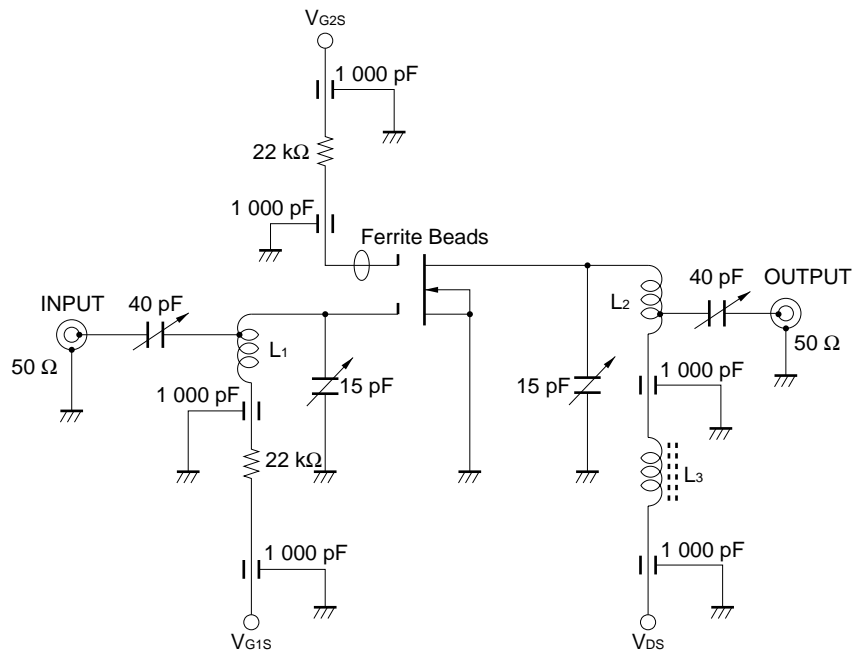 VG2S
1 000 pF
22 kΩ
1 000 pF
Ferrite Beads
INPUT
40 pF
50 Ω
L1
15 pF
1 000 pF
22 kΩ
1 000 pF
VG1S
L2
40 pF
OUTPUT
50 Ω
15 pF
1 000 pF
L3
1 000 pF
VDS